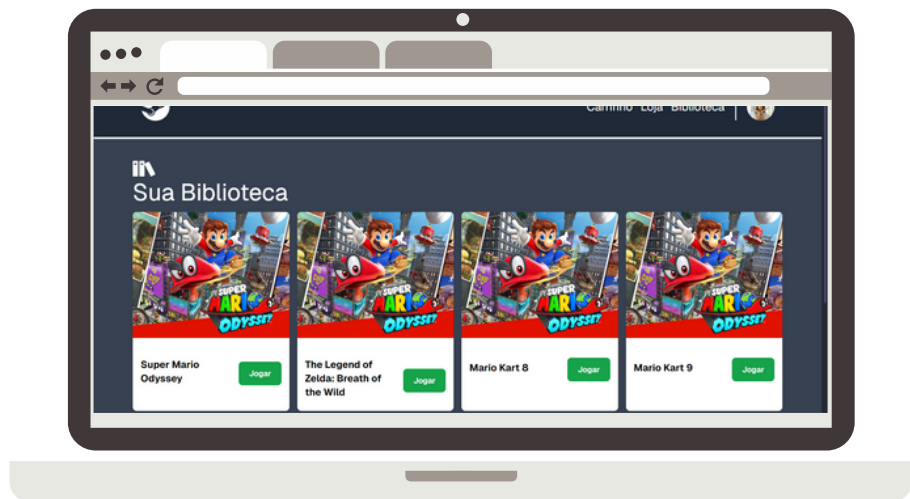 Carrinho Loja Biblioteca
Sua Biblioteca
SUPER
MARIO
ODYSSEY
SUPER
MARIO
ODYSSEY
SUPER
MARIO
ODYSSEY
SUPER
MARIO
ODYSSEY
Super Mario
Odyssey
Jogar
The Legend of
Zelda: Breath of
the Wild
Jogar
Mario Kart 8
Jogar
Mario Kart 9
Jogar